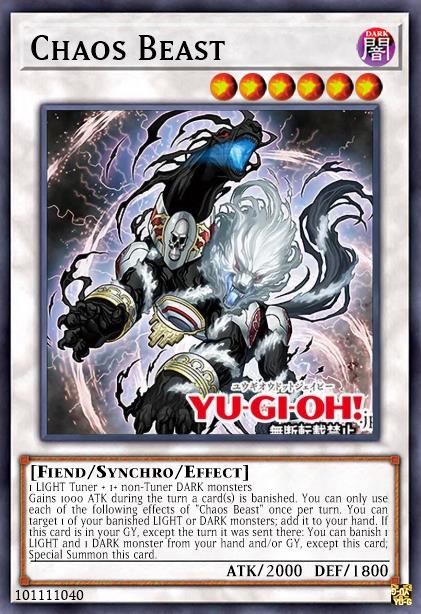 Chaos Beast
DARK
闇
ユウギオウドットジェイピー
YU-GI-OH!
無断転載禁止
[Fiend/Synchro/Effect]
1 LIGHT Tuner + 1+ non-Tuner DARK monsters
Gains 1000 ATK during the turn a card(s) is banished. You can only use
each of the following effects of "Chaos Beast" once per turn. You can
target 1 of your banished LIGHT or DARK monsters; add it to your hand. If
this card is in your GY, except the turn it was sent there: You can banish 1
LIGHT and 1 DARK monster from your hand and/or GY, except this card;
Special Summon this card.
ATK/2000 DEF/1800
101111040